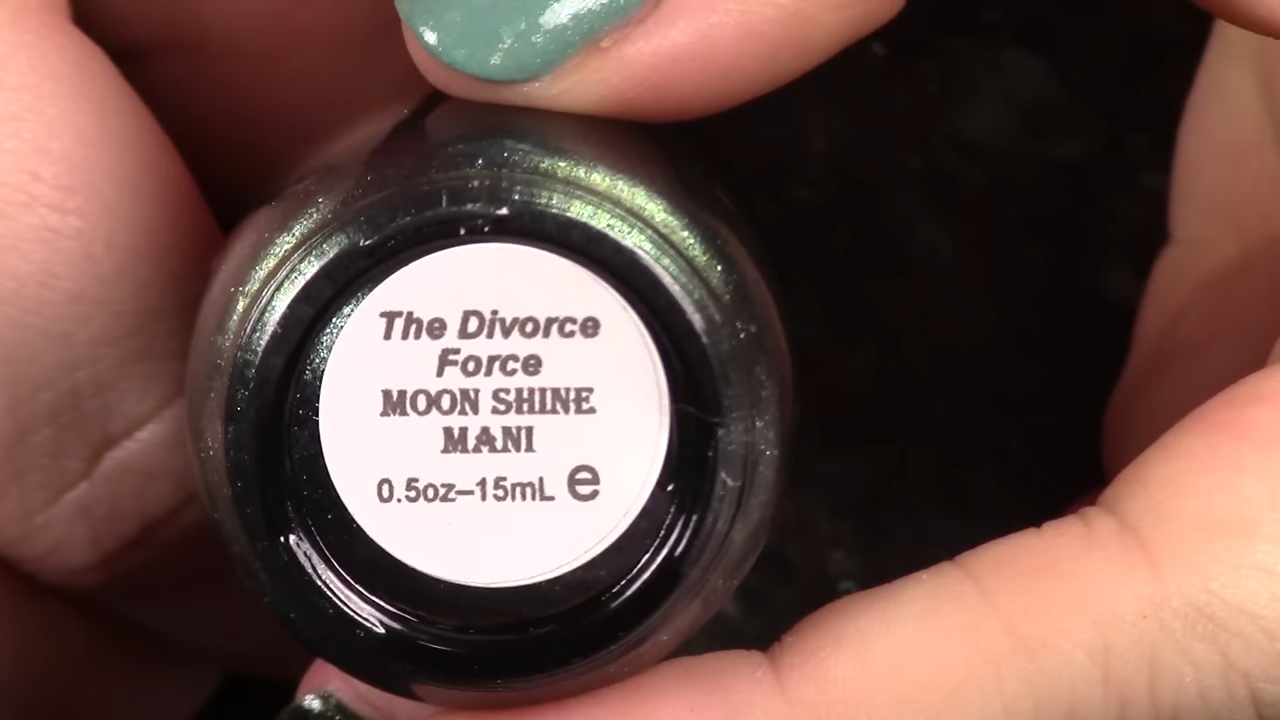 The Divorce
Force
MOON SHINE
MANI
0.5oz–15mL e